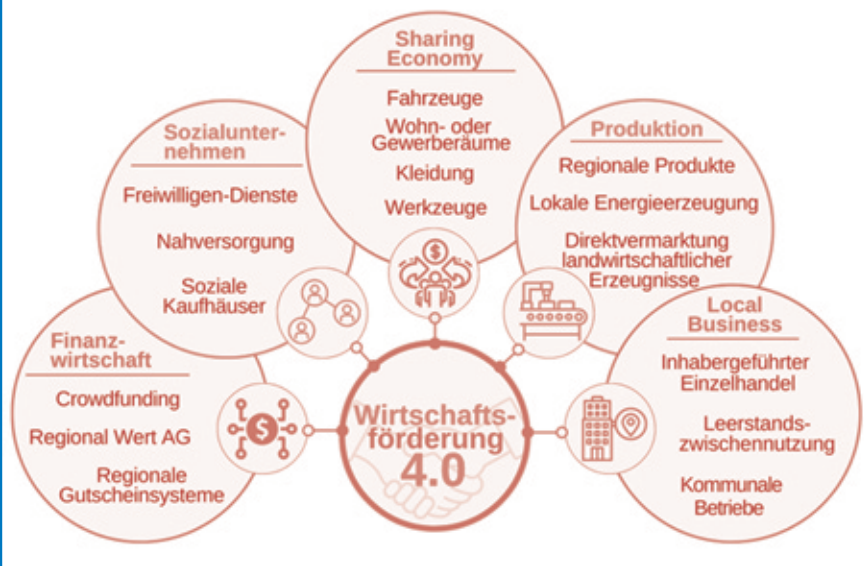 Sharing
Economy
Fahrzeuge
Wohn- oder
Gewerberäume
Kleidung
Werkzeuge
Sozialunter-
nehmen
Freiwilligen-Dienste
Nahversorgung
Soziale
Kaufhäuser
Produktion
Regionale Produkte
Lokale Energieerzeugung
Direktvermarktung
landwirtschaftlicher
Erzeugnisse
Finanz-
wirtschaft
Crowdfunding
Regional Wert AG
Regionale
Gutscheinsysteme
Local
Business
Inhabergeführter
Einzelhandel
Leerstands-
zwischennutzung
Kommunale
Betriebe
$
$
Wirtschafts-
förderung
4.0